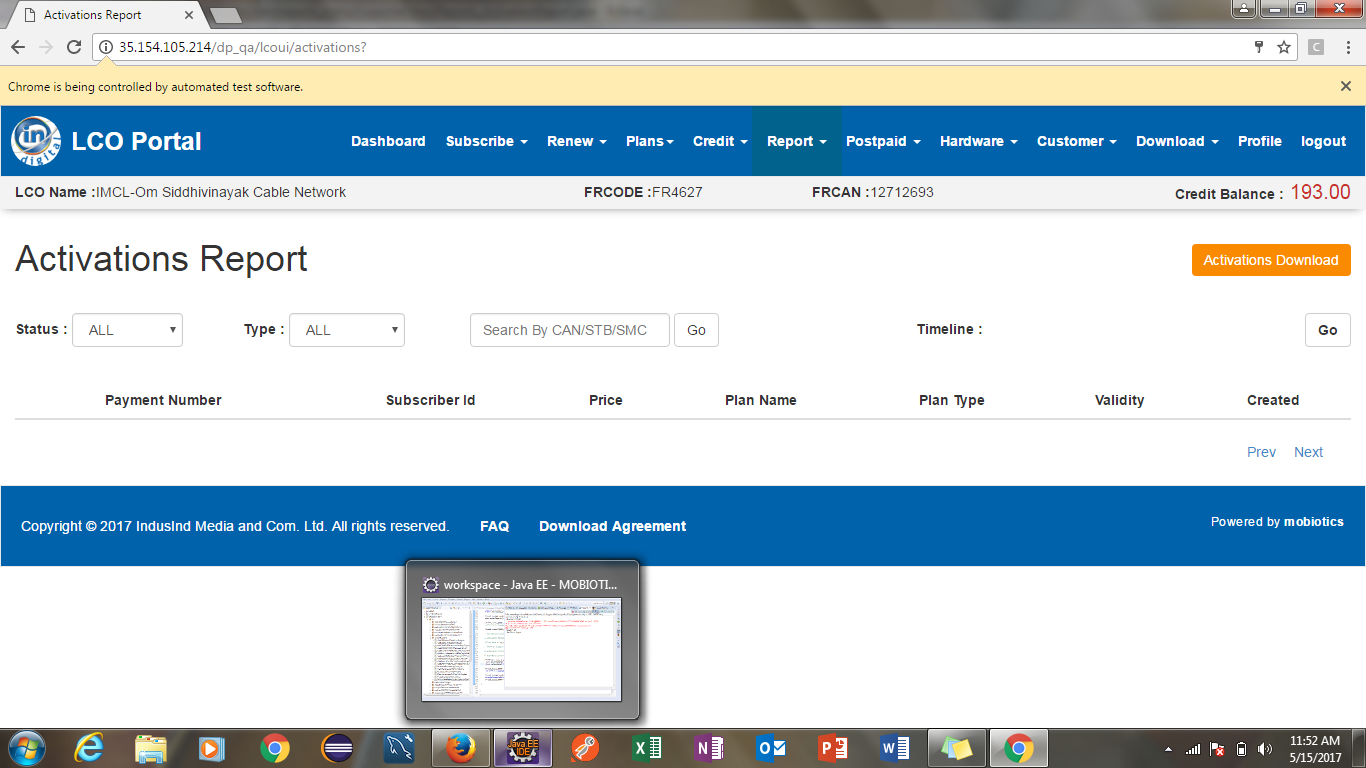 Activations Report
35.154.105.214/dp_qa/lcoui/activations?
C
Chrome is being controlled by automated test software.
in digital
LCO Portal
Dashboard Subscribe Renew Plans Credit Report Postpaid Hardware Customer Download Profile logout
LCO Name :IMCL-Om Siddhivinayak Cable Network FRCODE :FR4627 FRCAN :12712693 Credit Balance : 193.00
Activations Report
Activations Download
Status : ALL Type : ALL Search By CAN/STB/SMC Go Timeline : Go
Payment Number Subscriber Id Price Plan Name Plan Type Validity Created
Prev Next
Copyright © 2017 IndusInd Media and Com. Ltd. All rights reserved. FAQ Download Agreement Powered by mobiotics
workspace - Java EE - MOBIOTI...
Java EE
IDE
11:52 AM
5/15/2017